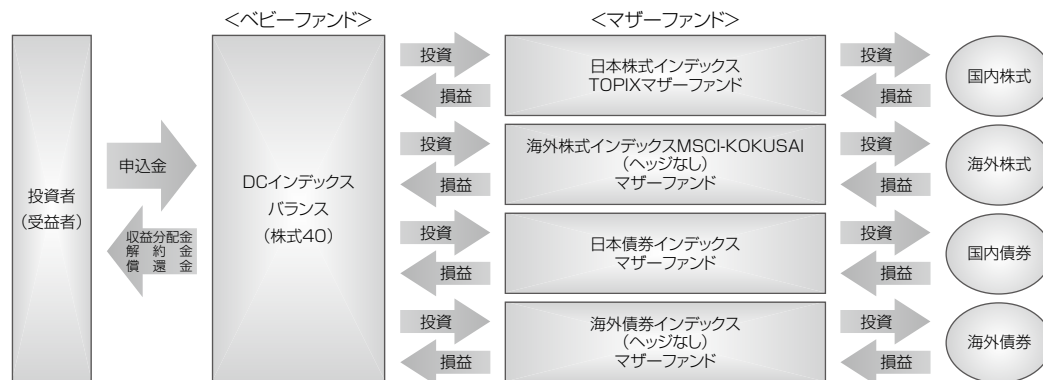 <ベビーファンド>
<マザーファンド>
投資者
(受益者)
申込金
収益分配金
解約金
償還金
DCインデックス
バランス
(株式40)
投資
損益
日本株式インデックス
TOPIXマザーファンド
投資
損益
国内株式
投資
損益
海外株式インデックスMSCI-KOKUSAI
(ヘッジなし)
マザーファンド
投資
損益
海外株式
投資
損益
日本債券インデックス
マザーファンド
投資
損益
国内債券
投資
損益
海外債券インデックス
(ヘッジなし)
マザーファンド
投資
損益
海外債券